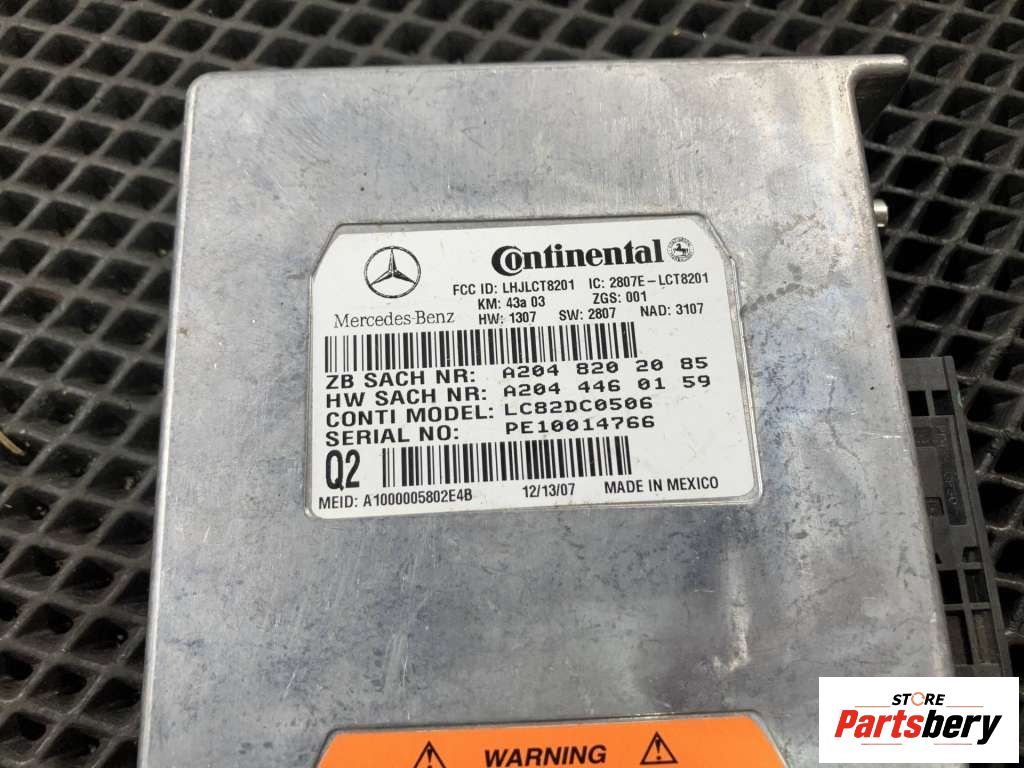 Continental
FCC ID: LHJLCT8201 IC: 2807E-LCT8201
KM: 43a 03 ZGS: 001
Mercedes-Benz HW: 1307 SW: 2807 NAD: 3107
ZB SACH NR: A204 820 20 85
HW SACH NR: A204 446 01 59
CONTI MODEL: LC82DC0506
SERIAL NO: PE10014766
Q2
MEID: A1000005802E4B 12/13/07 MADE IN MEXICO
WARNING
STORE
Partsbery